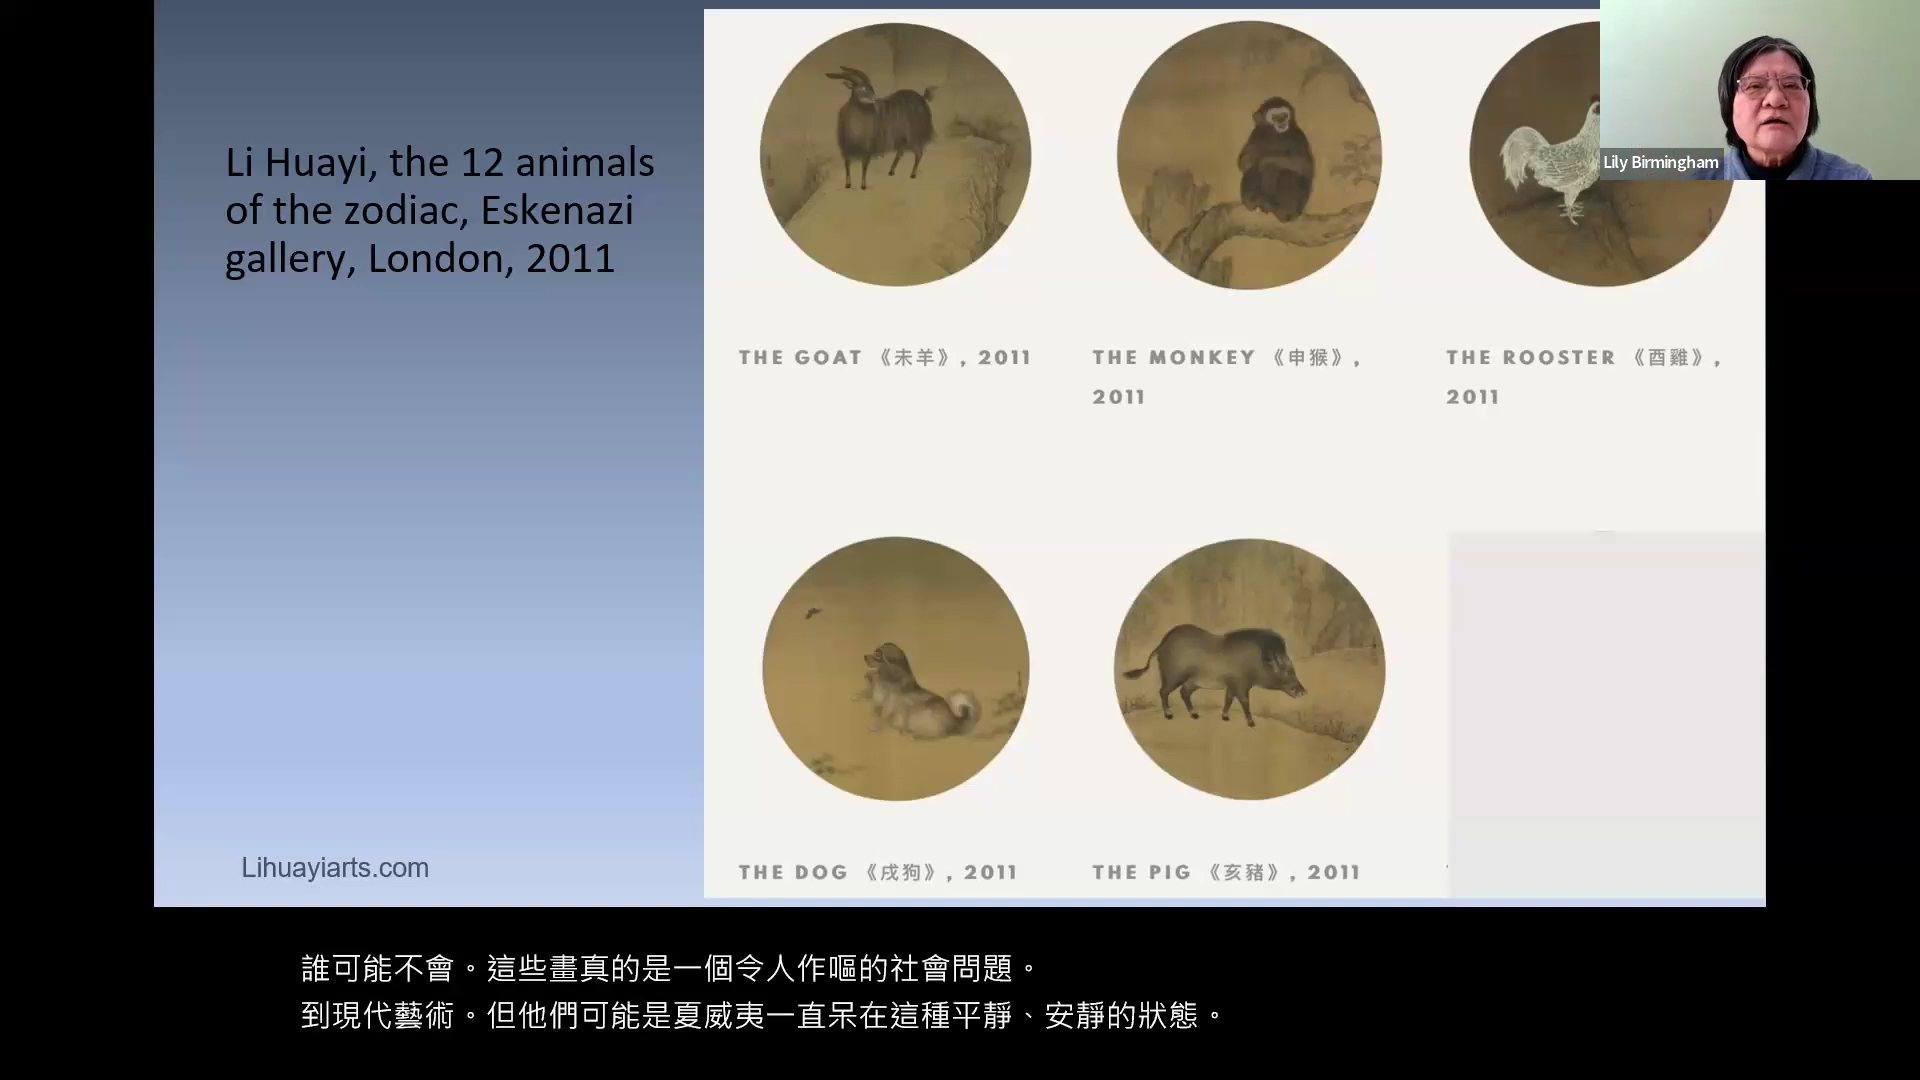 Li Huayi, the 12 animals
of the zodiac, Eskenazi
gallery, London, 2011
Lily Birmingham
THE GOAT 《未羊》, 2011
THE MONKEY 《申猴》,
2011
THE ROOSTER 《酉雞》,
2011
THE DOG 《戌狗》, 2011
THE PIG 《亥豬》, 2011
Lihuayiarts.com
誰可能不會。這些畫真的是一個令人作嘔的社會問題。
到現代藝術。但他們可能是夏威夷一直呆在這種平靜、安靜的狀態。